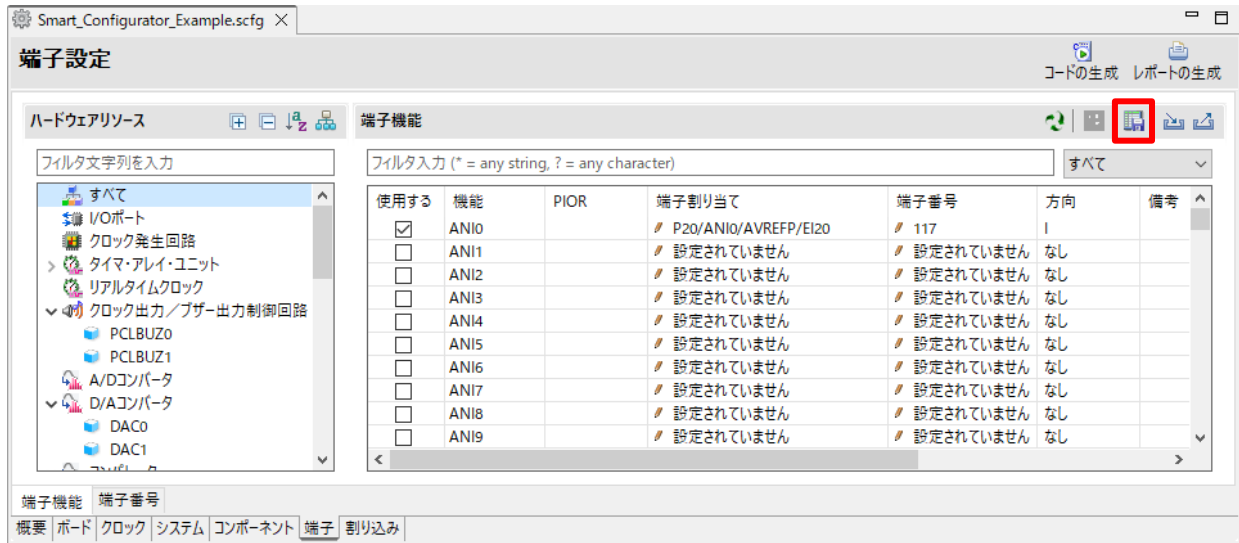 Smart_Configurator_Example.scfg
端子設定
コードの生成 レポートの生成
ハードウェアリソース
端子機能
フィルタ文字列を入力
フィルタ入力 (* = any string, ? = any character)
すべて
すべて
I/Oポート
クロック発生回路
タイマ・アレイ・ユニット
リアルタイムクロック
クロック出力／ブザー出力制御回路
PCLBUZ0
PCLBUZ1
A/Dコンバータ
D/Aコンバータ
DAC0
DAC1
使用する 機能 PIOR 端子割り当て 端子番号 方向 備考
ANI0 P20/ANI0/AVREFP/EI20 117 I
ANI1 設定されていません 設定されていません なし
ANI2 設定されていません 設定されていません なし
ANI3 設定されていません 設定されていません なし
ANI4 設定されていません 設定されていません なし
ANI5 設定されていません 設定されていません なし
ANI6 設定されていません 設定されていません なし
ANI7 設定されていません 設定されていません なし
ANI8 設定されていません 設定されていません なし
ANI9 設定されていません 設定されていません なし
端子機能 端子番号
概要 ボード クロック システム コンポーネント 端子 割り込み